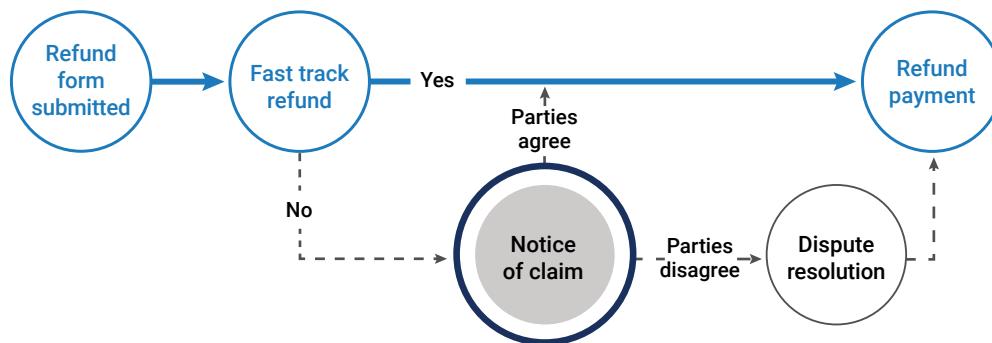 Refund
form
submitted
Fast track
refund
Yes
Refund
payment
Parties
agree
No
Notice
of claim
Parties
disagree
Dispute
resolution